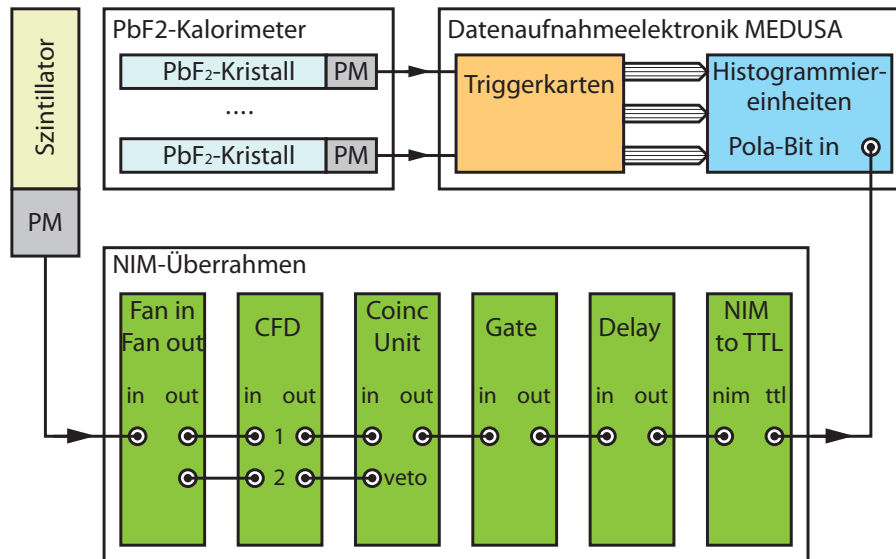 Szintillator
PM
PbF2-Kalorimeter
PbF₂-Kristall PM
....
PbF₂-Kristall PM
Datenaufnahmeelektronik MEDUSA
Triggerkarten
Histogrammier-
einheiten
Pola-Bit in
NIM-Überrahmen
Fan in
Fan out
in out
CFD
in out
1
2
Coinc
Unit
in out
veto
Gate
in out
Delay
in out
NIM
to TTL
nim ttl